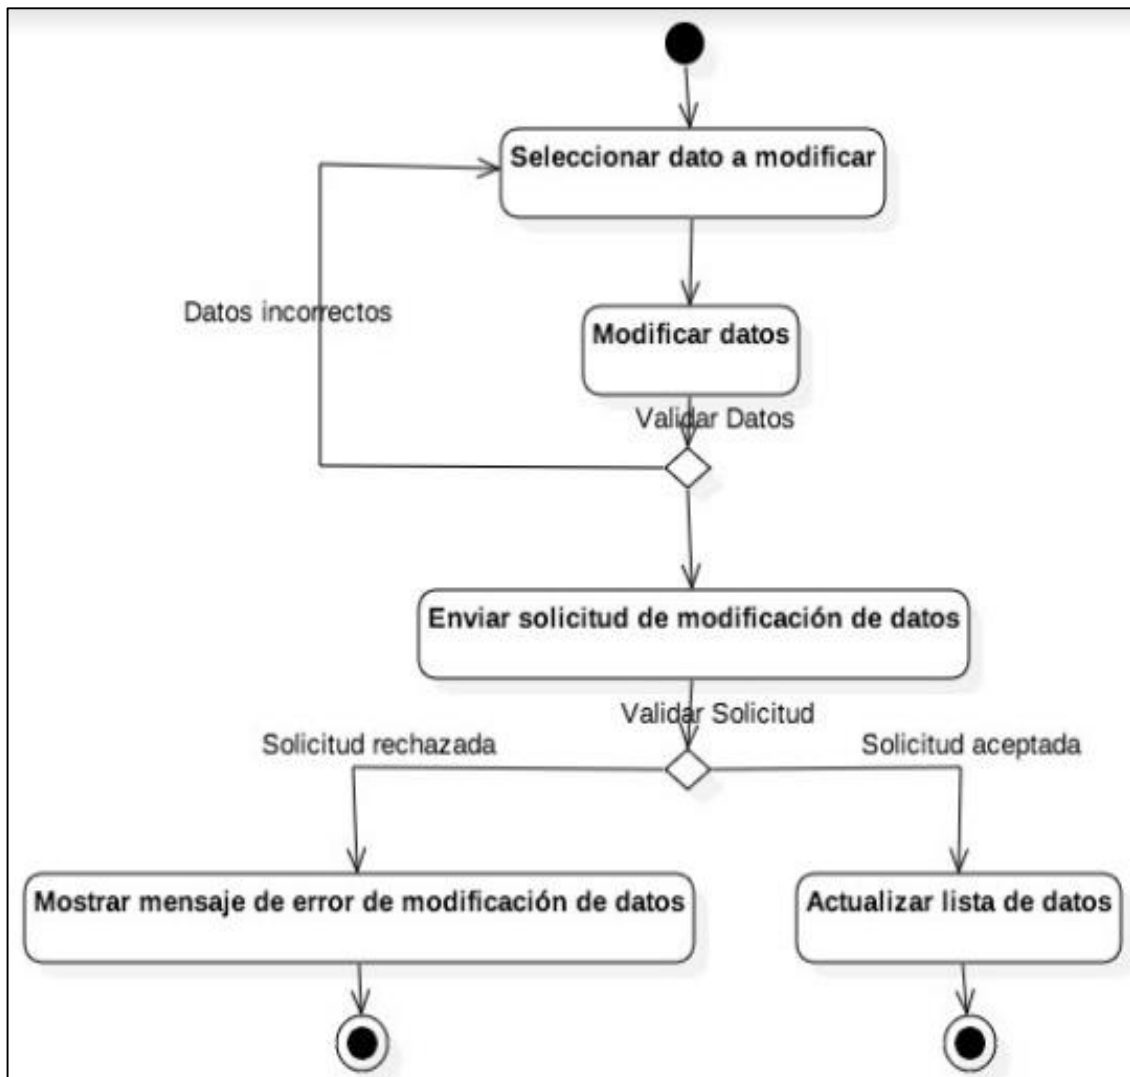 Seleccionar dato a modificar
Datos incorrectos
Modificar datos
Validar Datos
Enviar solicitud de modificación de datos
Validar Solicitud
Solicitud rechazada
Solicitud aceptada
Mostrar mensaje de error de modificación de datos
Actualizar lista de datos